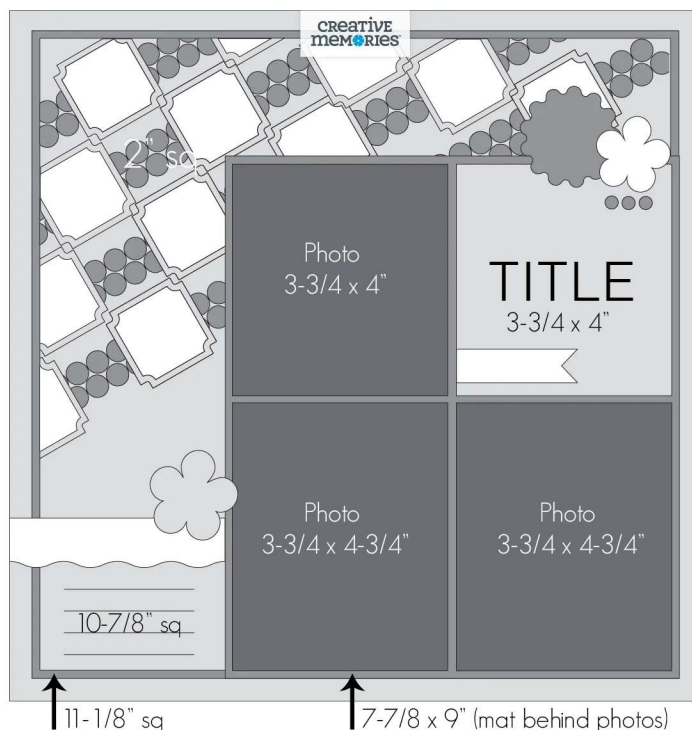 CREATIVE
MEMORIES
2" sq
Photo
3-3/4 x 4"
TITLE
3-3/4 x 4"
Photo
3-3/4 x 4-3/4"
Photo
3-3/4 x 4-3/4"
10-7/8" sq
11-1/8" sq
7-7/8 x 9" (mat behind photos)